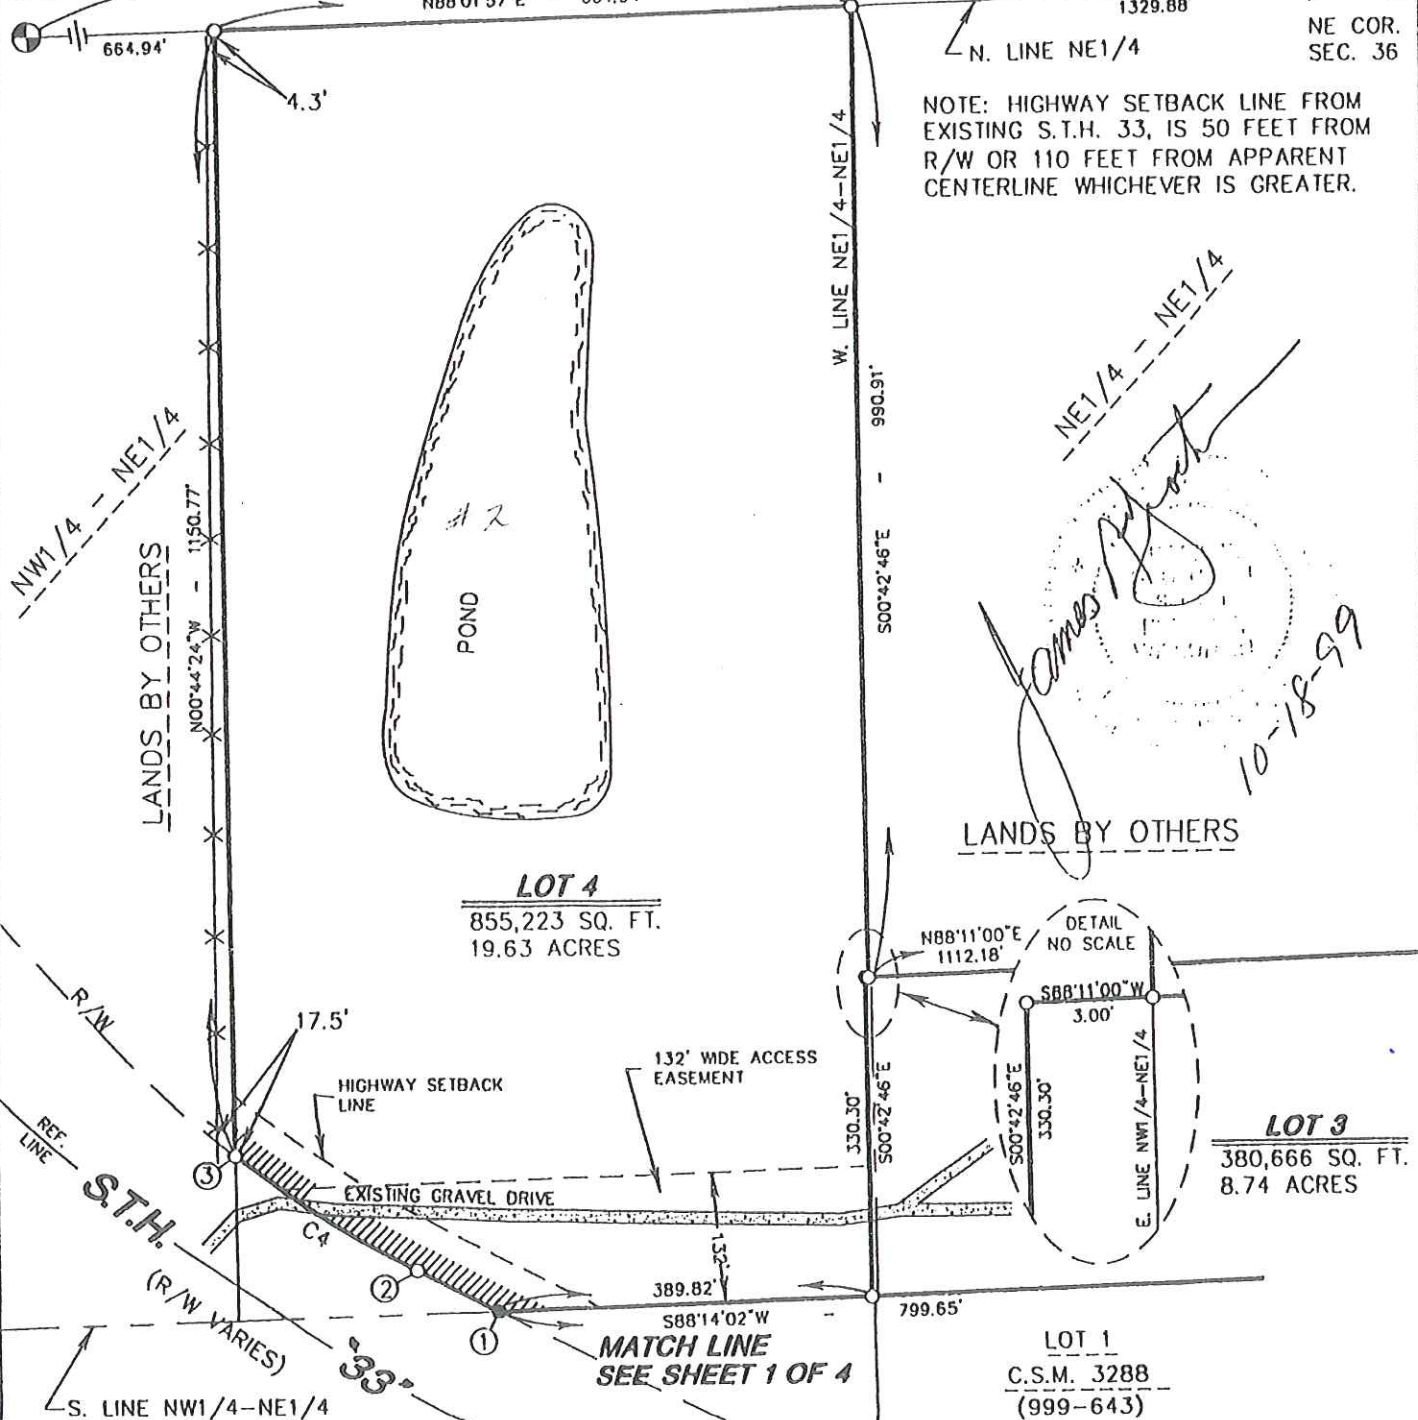 N88°01'57"E
664.94'
1329.88'
NE COR.
SEC. 36
N. LINE NE1/4
4.3'
NOTE: HIGHWAY SETBACK LINE FROM
EXISTING S.T.H. 33, IS 50 FEET FROM
R/W OR 110 FEET FROM APPARENT
CENTERLINE WHICHEVER IS GREATER.
W. LINE NE1/4-NE1/4
NE1/4 - NE1/4
990.91'
S00°42'46"E
NW1/4 - NE1/4
LANDS BY OTHERS
N00°44'24"W - 1150.77'
# 2
POND
James
10-18-99
LANDS BY OTHERS
LOT 4
855,223 SQ. FT.
19.63 ACRES
N88°11'00"E
1112.18'
DETAIL
NO SCALE
S88°11'00"W
3.00'
S00°42'46"E
330.30'
E. LINE NW1/4-NE1/4
R/W
17.5'
HIGHWAY SETBACK
LINE
132' WIDE ACCESS
EASEMENT
330.30'
S00°42'46"E
LOT 3
380,666 SQ. FT.
8.74 ACRES
REF.
LINE
3
EXISTING GRAVEL DRIVE
C4
S.T.H.
'33'
(R/W VARIES)
2
1
132'
389.82'
S88°14'02"W
-
799.65'
MATCH LINE
SEE SHEET 1 OF 4
LOT 1
C.S.M. 3288
(999-643)
S. LINE NW1/4-NE1/4